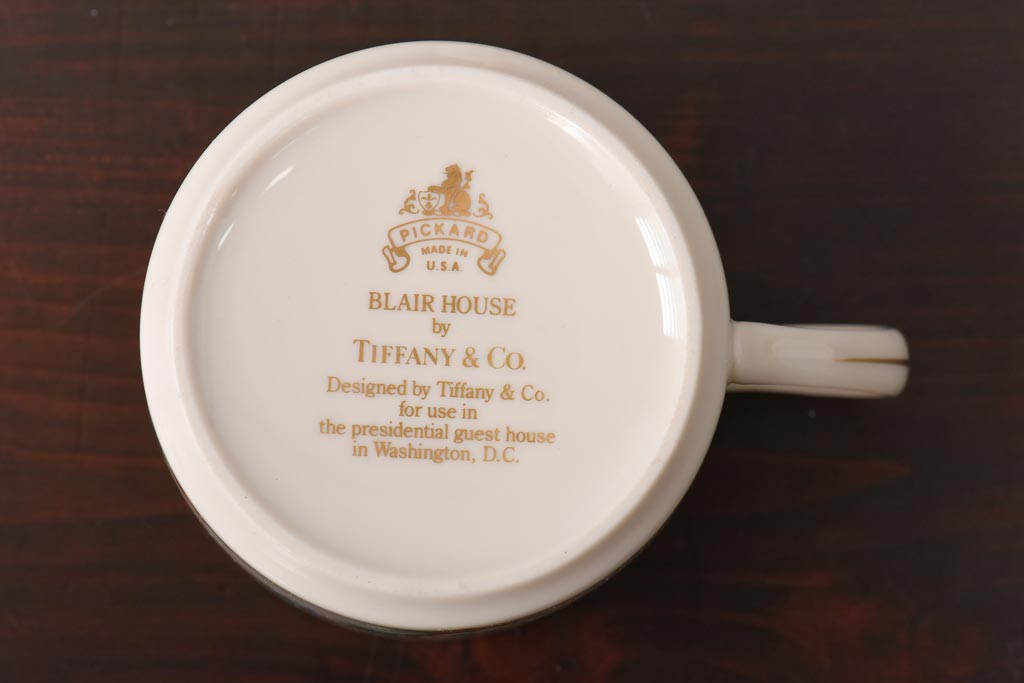 PICKARD
MADE IN
U.S.A.
BLAIR HOUSE
by
TIFFANY & CO.
Designed by Tiffany & Co.
for use in
the presidential guest house
in Washington, D.C.